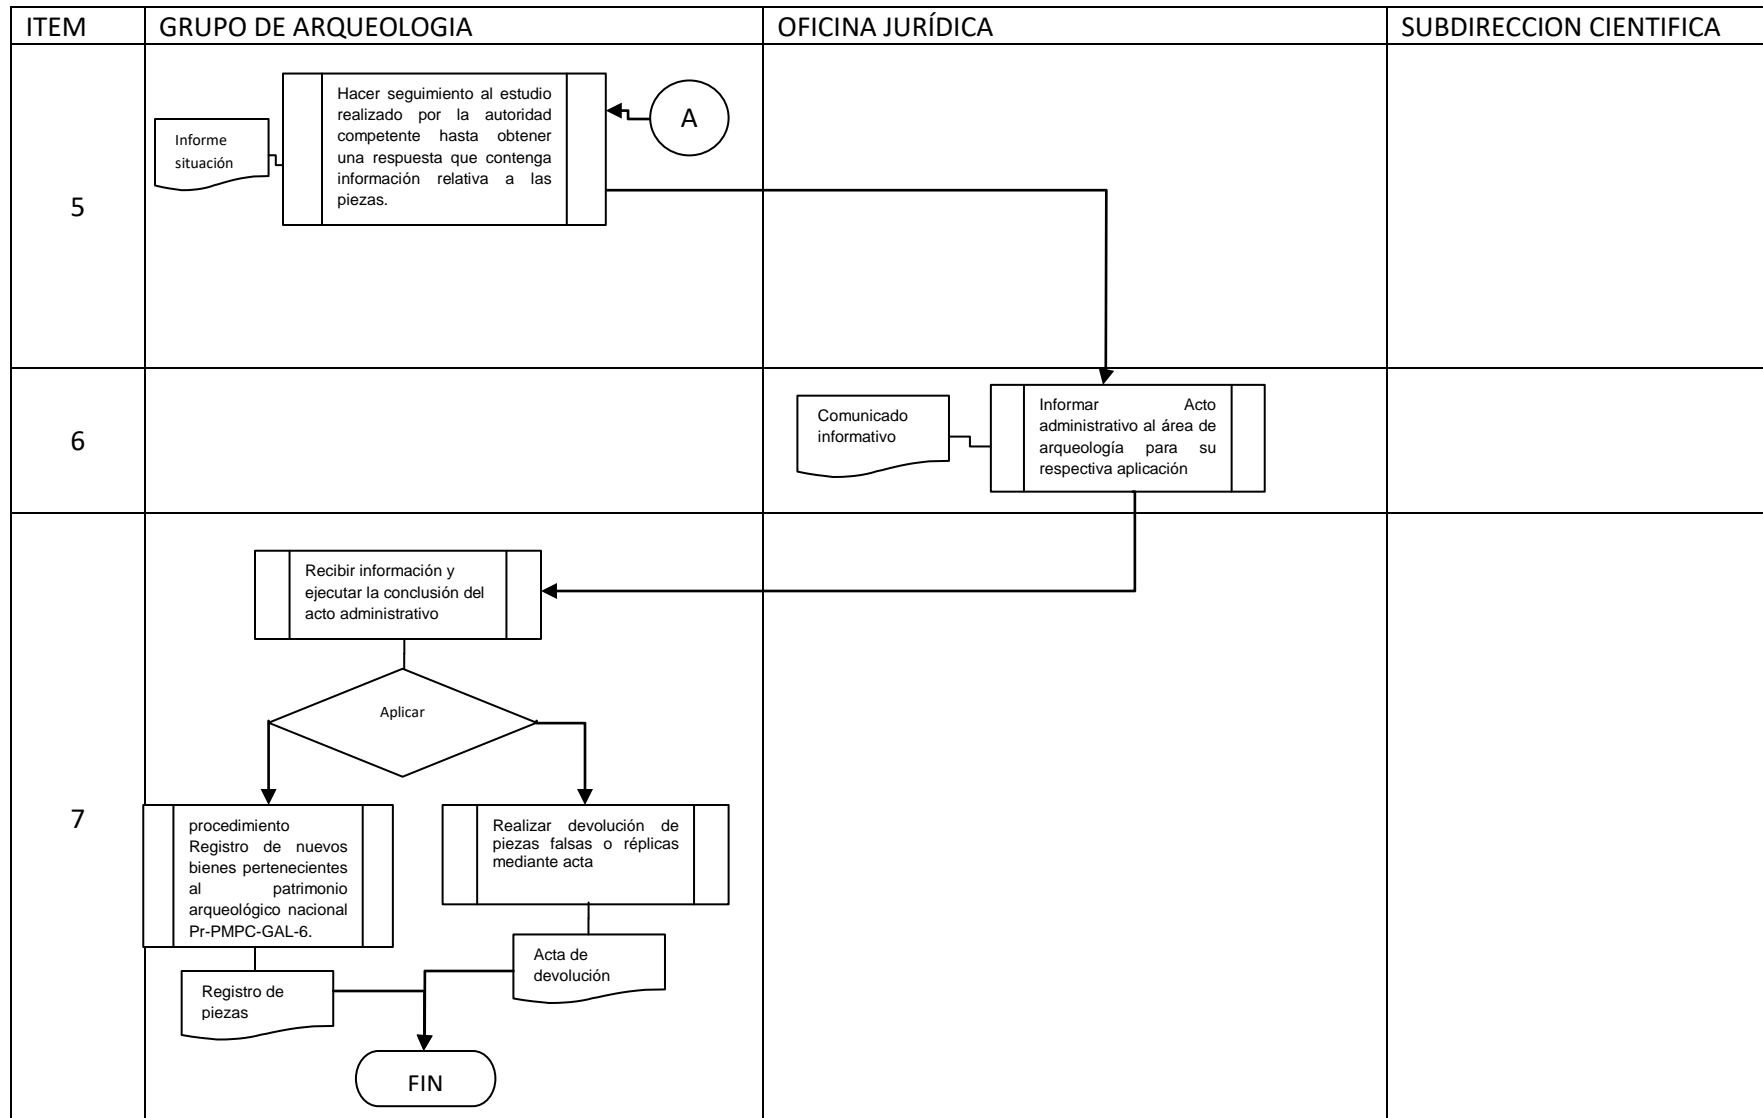 ITEM GRUPO DE ARQUEOLOGIA OFICINA JURÍDICA SUBDIRECCION CIENTIFICA
5
Informe
situación
Hacer seguimiento al estudio
realizado por la autoridad
competente hasta obtener
una respuesta que contenga
información relativa a las
piezas.
A
6
Comunicado
informativo
Informar Acto
administrativo al área de
arqueología para su
respectiva aplicación
7
Recibir información y
ejecutar la conclusión del
acto administrativo
Aplicar
procedimiento
Registro de nuevos
bienes pertenecientes
al patrimonio
arqueológico nacional
Pr-PMPC-GAL-6.
Realizar devolución de
piezas falsas o réplicas
mediante acta
Registro de
piezas
Acta de
devolución
FIN